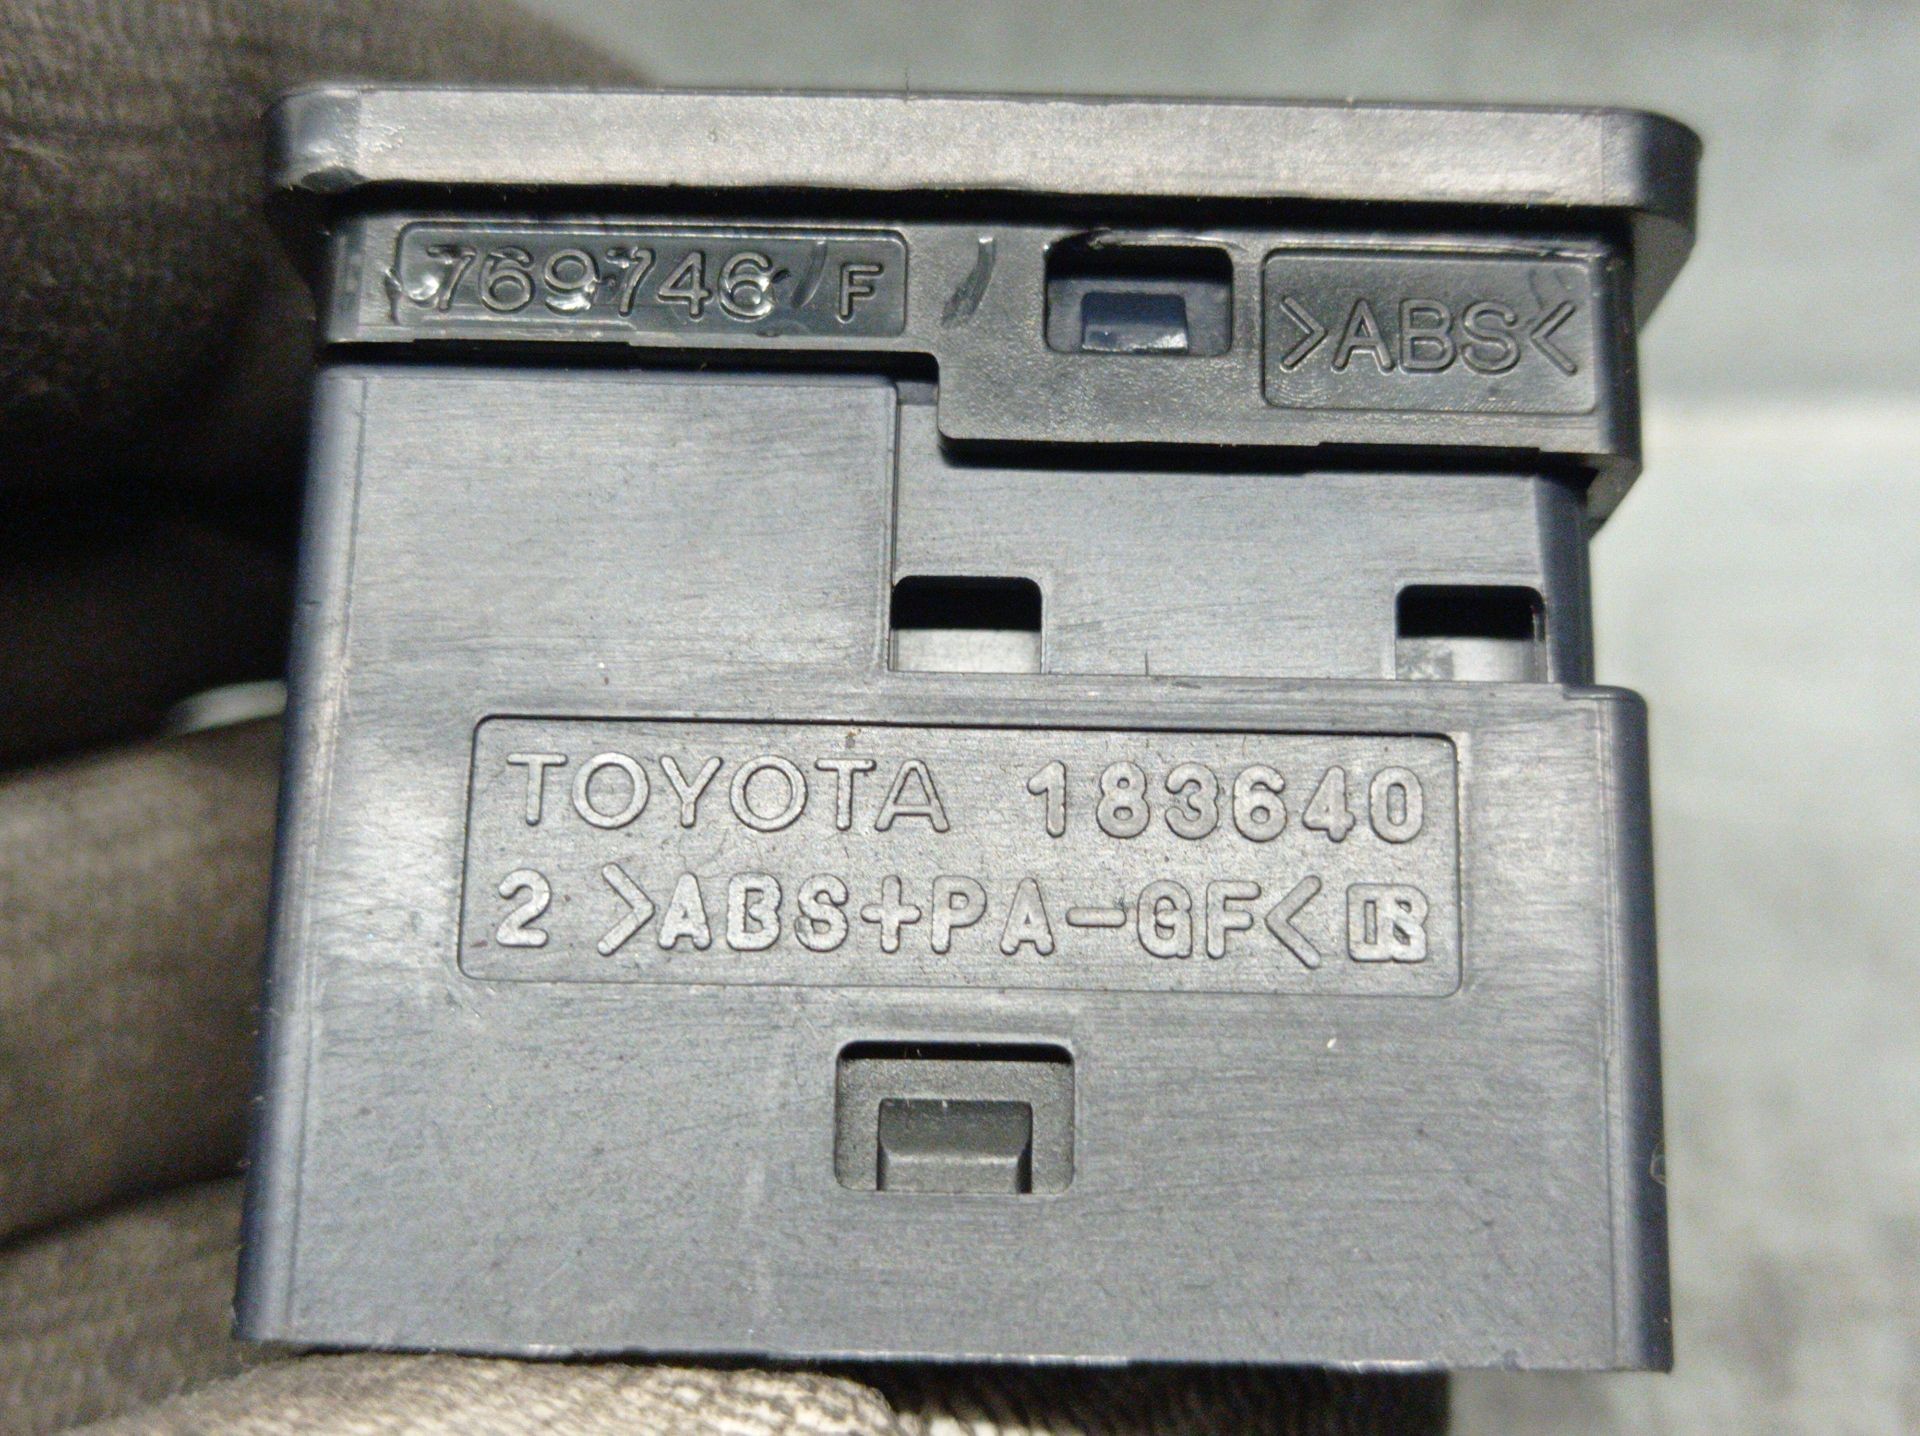 769746 F
>ABS<
TOYOTA 183640
2 >ABS+PA-GF<